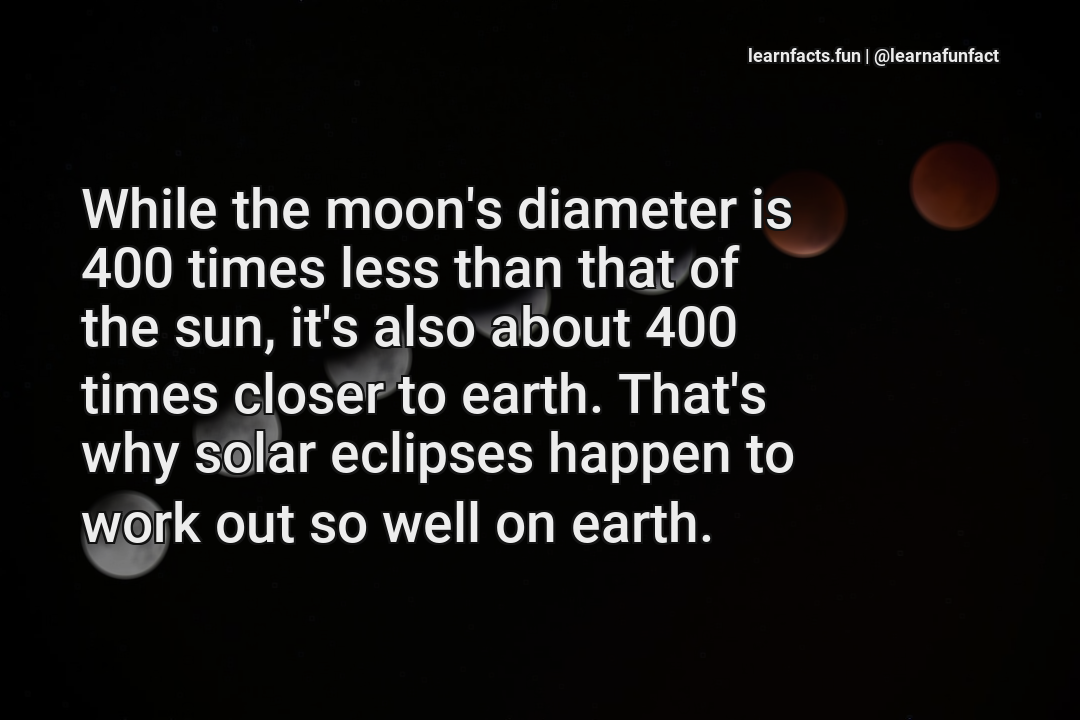 learnfacts.fun | @learnafunfact
While the moon's diameter is
400 times less than that of
the sun, it's also about 400
times closer to earth. That's
why solar eclipses happen to
work out so well on earth.